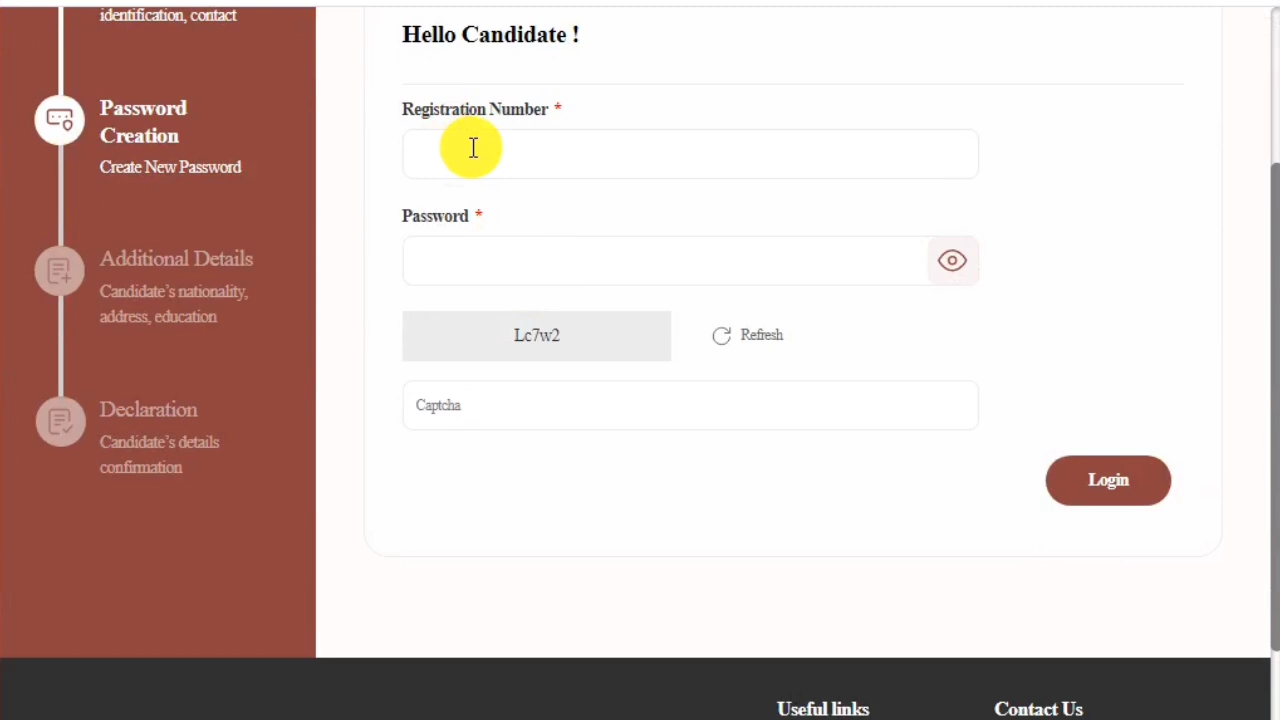 identification, contact
Password
Creation
Create New Password
Additional Details
Candidate’s nationality,
address, education
Declaration
Candidate’s details
confirmation
Hello Candidate !
Registration Number *
Password *
Lc7w2
Refresh
Captcha
Login
Useful links
Contact Us